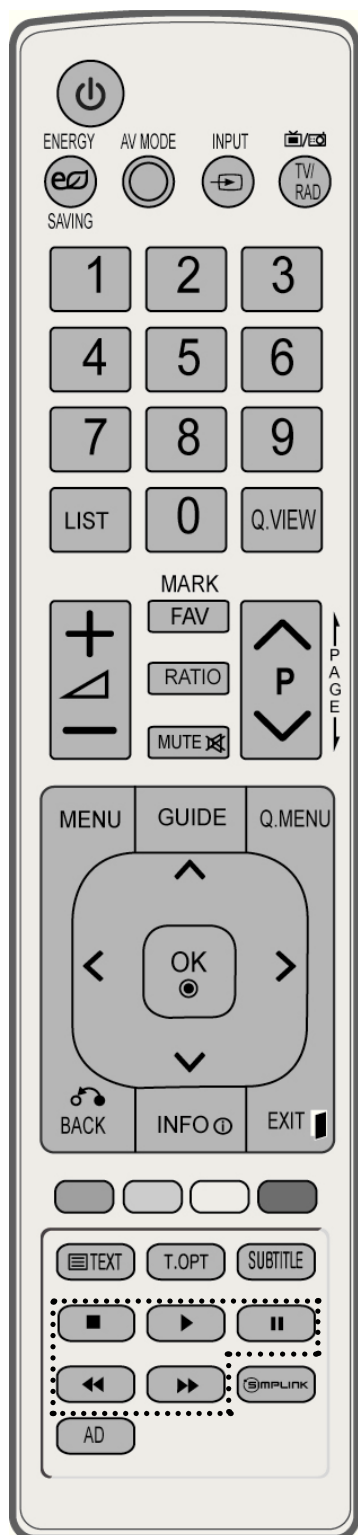 ENERGY AV MODE INPUT
TV/
RAD
SAVING
1 2 3
4 5 6
7 8 9
LIST 0 Q.VIEW
MARK
FAV
RATIO
P
PAGE
MUTE
MENU GUIDE Q.MENU
OK
BACK INFO EXIT
TEXT T.OPT SUBTITLE
SIMPLINK
AD